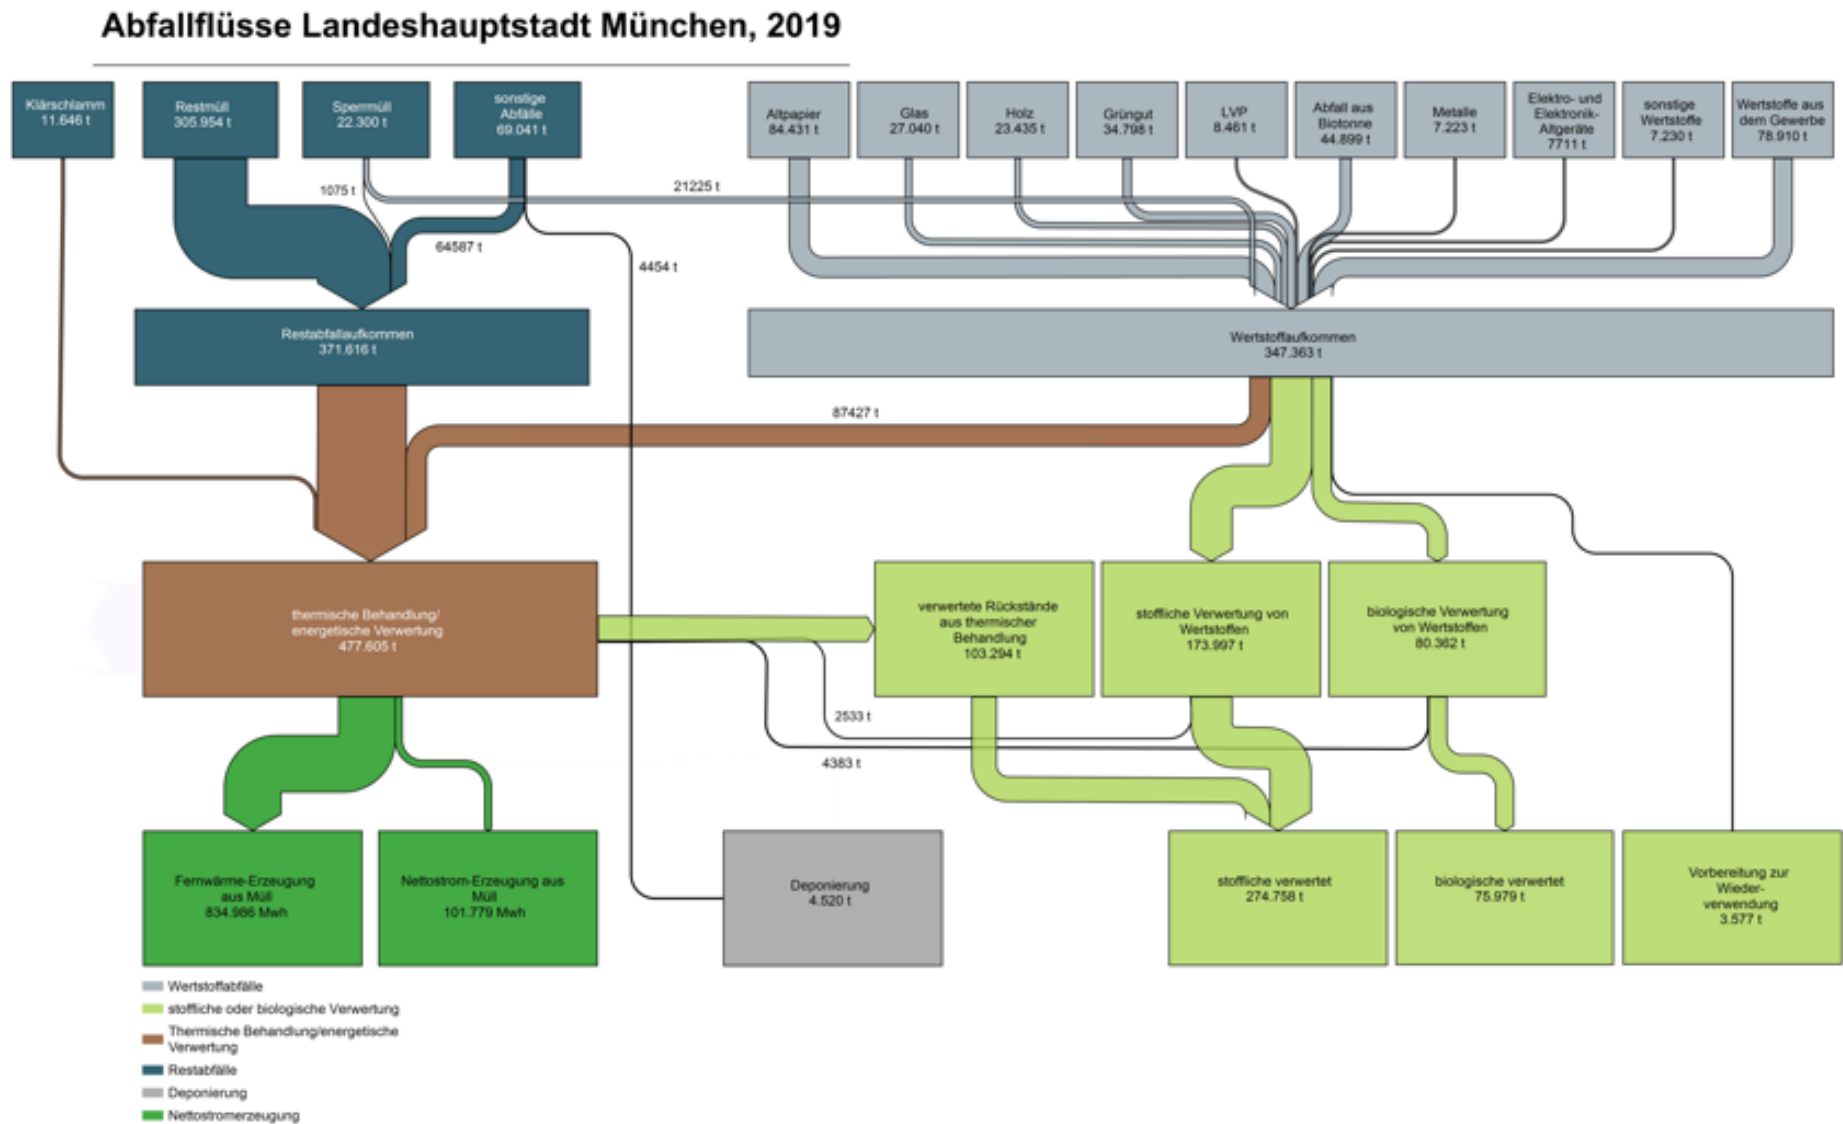 Abfallflüsse Landeshauptstadt München, 2019
Klärschlamm
11.646 t
Restmüll
305.954 t
Sperrmüll
22.300 t
sonstige
Abfälle
69.041 t
Altpapier
84.431 t
Glas
27.040 t
Holz
23.435 t
Grüngut
34.798 t
LVP
8.461 t
Abfall aus
Biotonne
44.899 t
Metalle
7.223 t
Elektro- und
Elektronik-
Altgeräte
7711 t
sonstige
Wertstoffe
7.230 t
Wertstoffe aus
dem Gewerbe
78.910 t
1075 t
21225 t
64587 t
4454 t
Restabfallaufkommen
371.616 t
Wertstoffaufkommen
347.363 t
87427 t
thermische Behandlung/
energetische Verwertung
477.605 t
verwertete Rückstände
aus thermischer
Behandlung
103.294 t
stoffliche Verwertung von
Wertstoffen
173.997 t
biologische Verwertung
von Wertstoffen
80.362 t
2533 t
4383 t
Fernwärme-Erzeugung
aus Müll
834.986 Mwh
Nettostrom-Erzeugung aus
Müll
101.779 Mwh
Deponierung
4.520 t
stoffliche verwertet
274.758 t
biologische verwertet
75.979 t
Vorbereitung zur
Wieder-
verwendung
3.577 t
Wertstoffabfälle
stoffliche oder biologische Verwertung
Thermische Behandlung/energetische
Verwertung
Restabfälle
Deponierung
Nettostromerzeugung